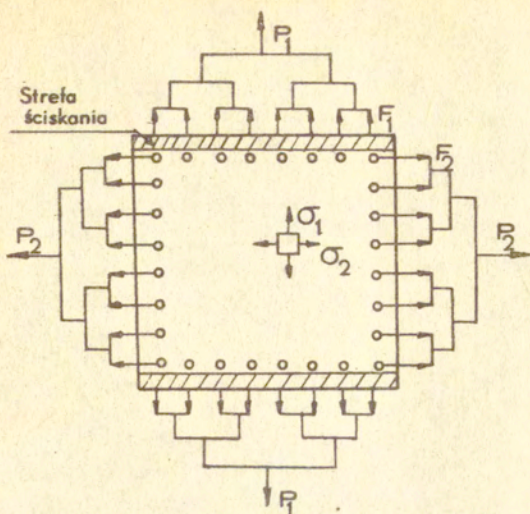 P₁
Strefa
ściskania
F₁
F₂
σ₁
P₂
σ₂
P₂
P₁